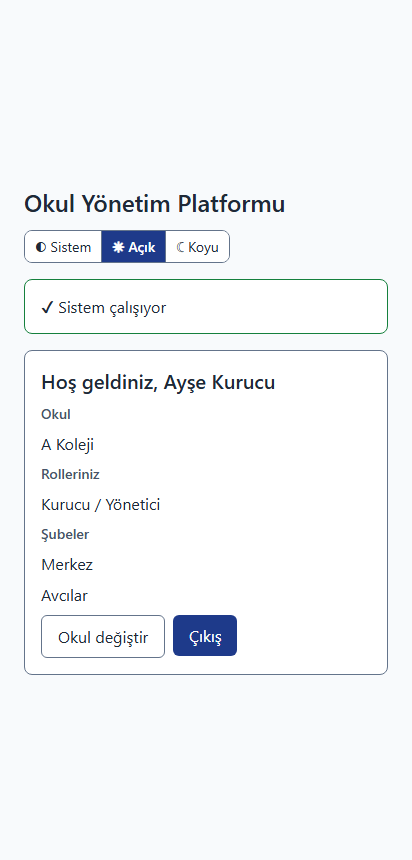 Okul Yönetim Platformu
◐ Sistem ✱ Açık ☾ Koyu
✓ Sistem çalışıyor
Hoş geldiniz, Ayşe Kurucu
Okul
A Koleji
Rolleriniz
Kurucu / Yönetici
Şubeler
Merkez
Avcılar
Okul değiştir Çıkış